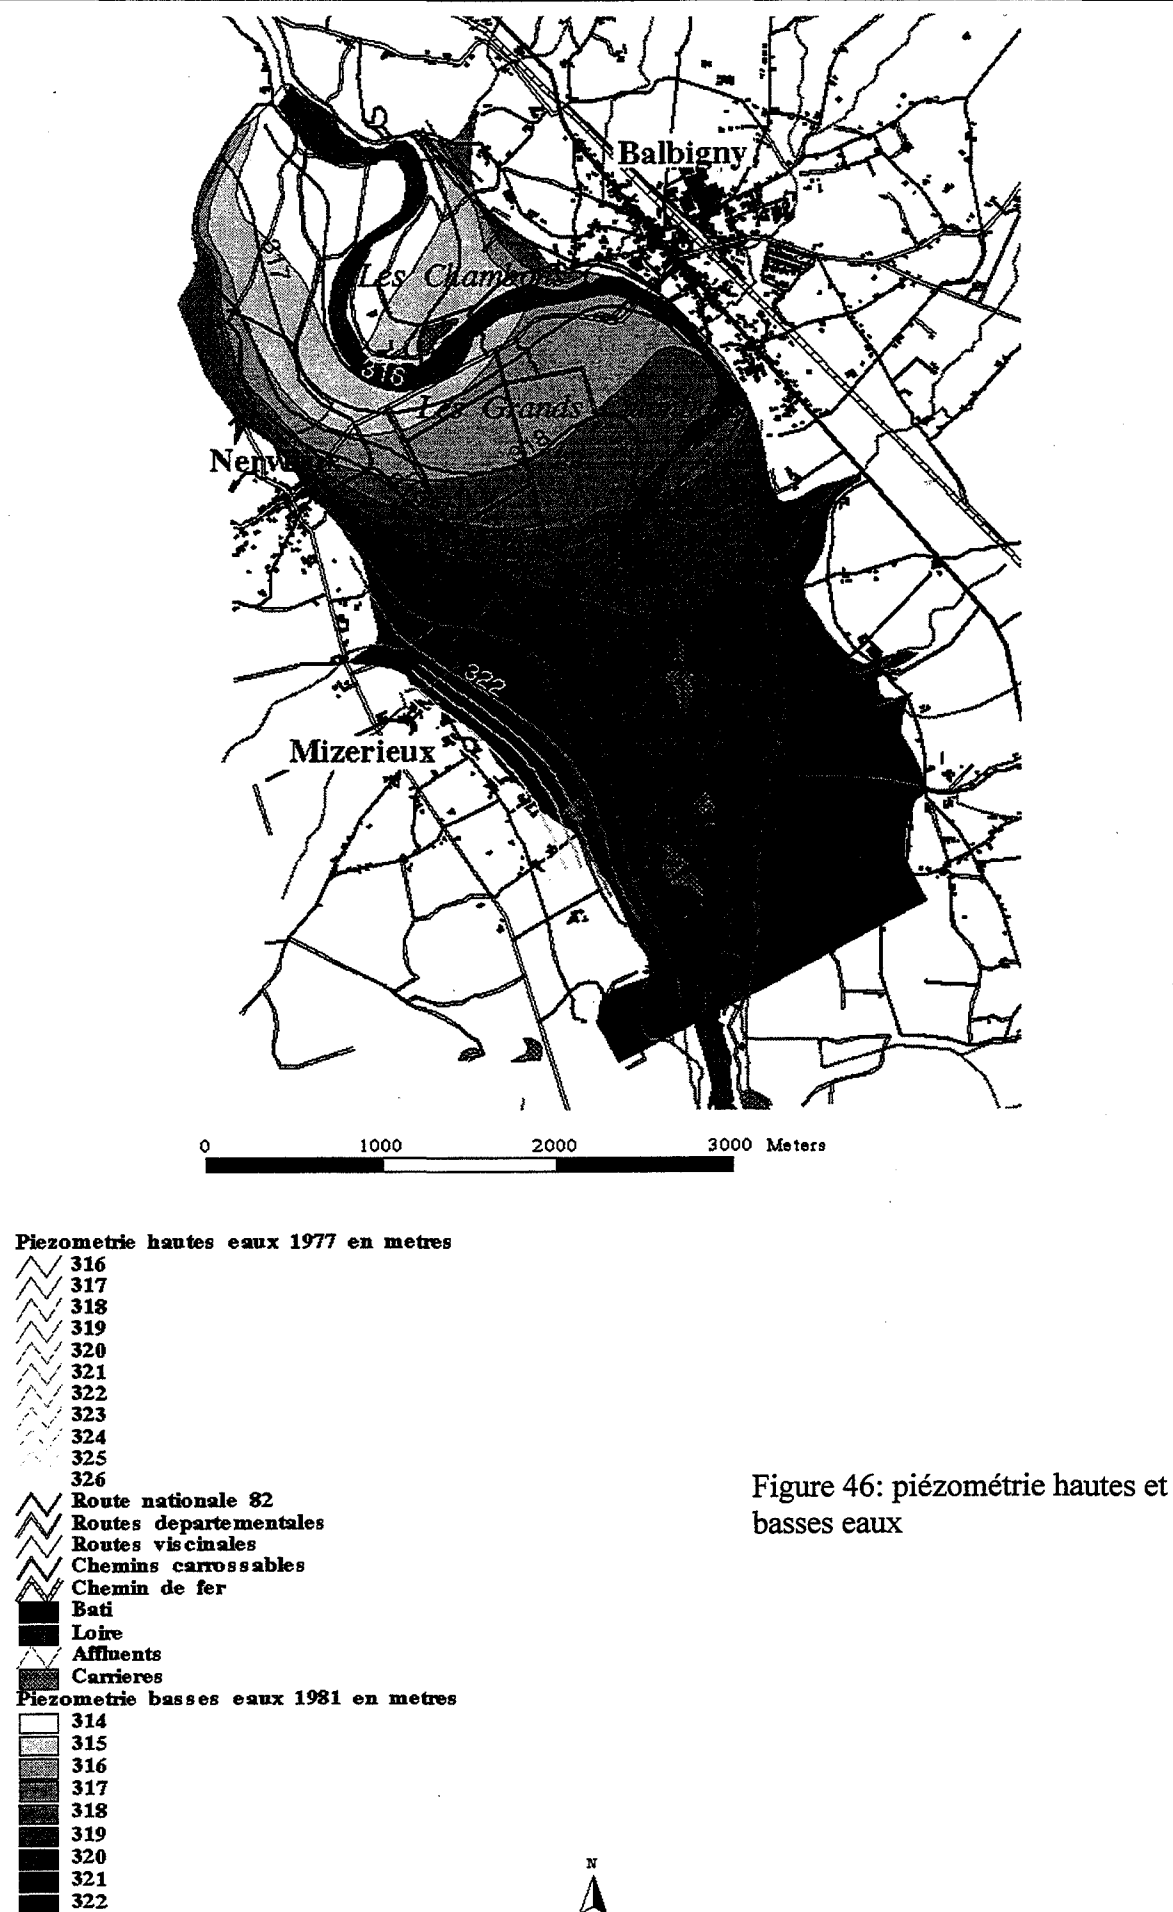 Balbigny
317
Les Chambons
316
Les Grands
318
322
Mizerieux
0 1000 2000 3000 Meters
Piezometrie hautes eaux 1977 en metres
316
317
318
319
320
321
322
323
324
325
326
Route nationale 82
Routes departementales
Routes viscinales
Chemins carrossables
Chemin de fer
Bati
Loire
Affluents
Carrieres
Figure 46: piézométrie hautes et
basses eaux
Piezometrie basses eaux 1981 en metres
314
315
316
317
318
319
320
321
322
N